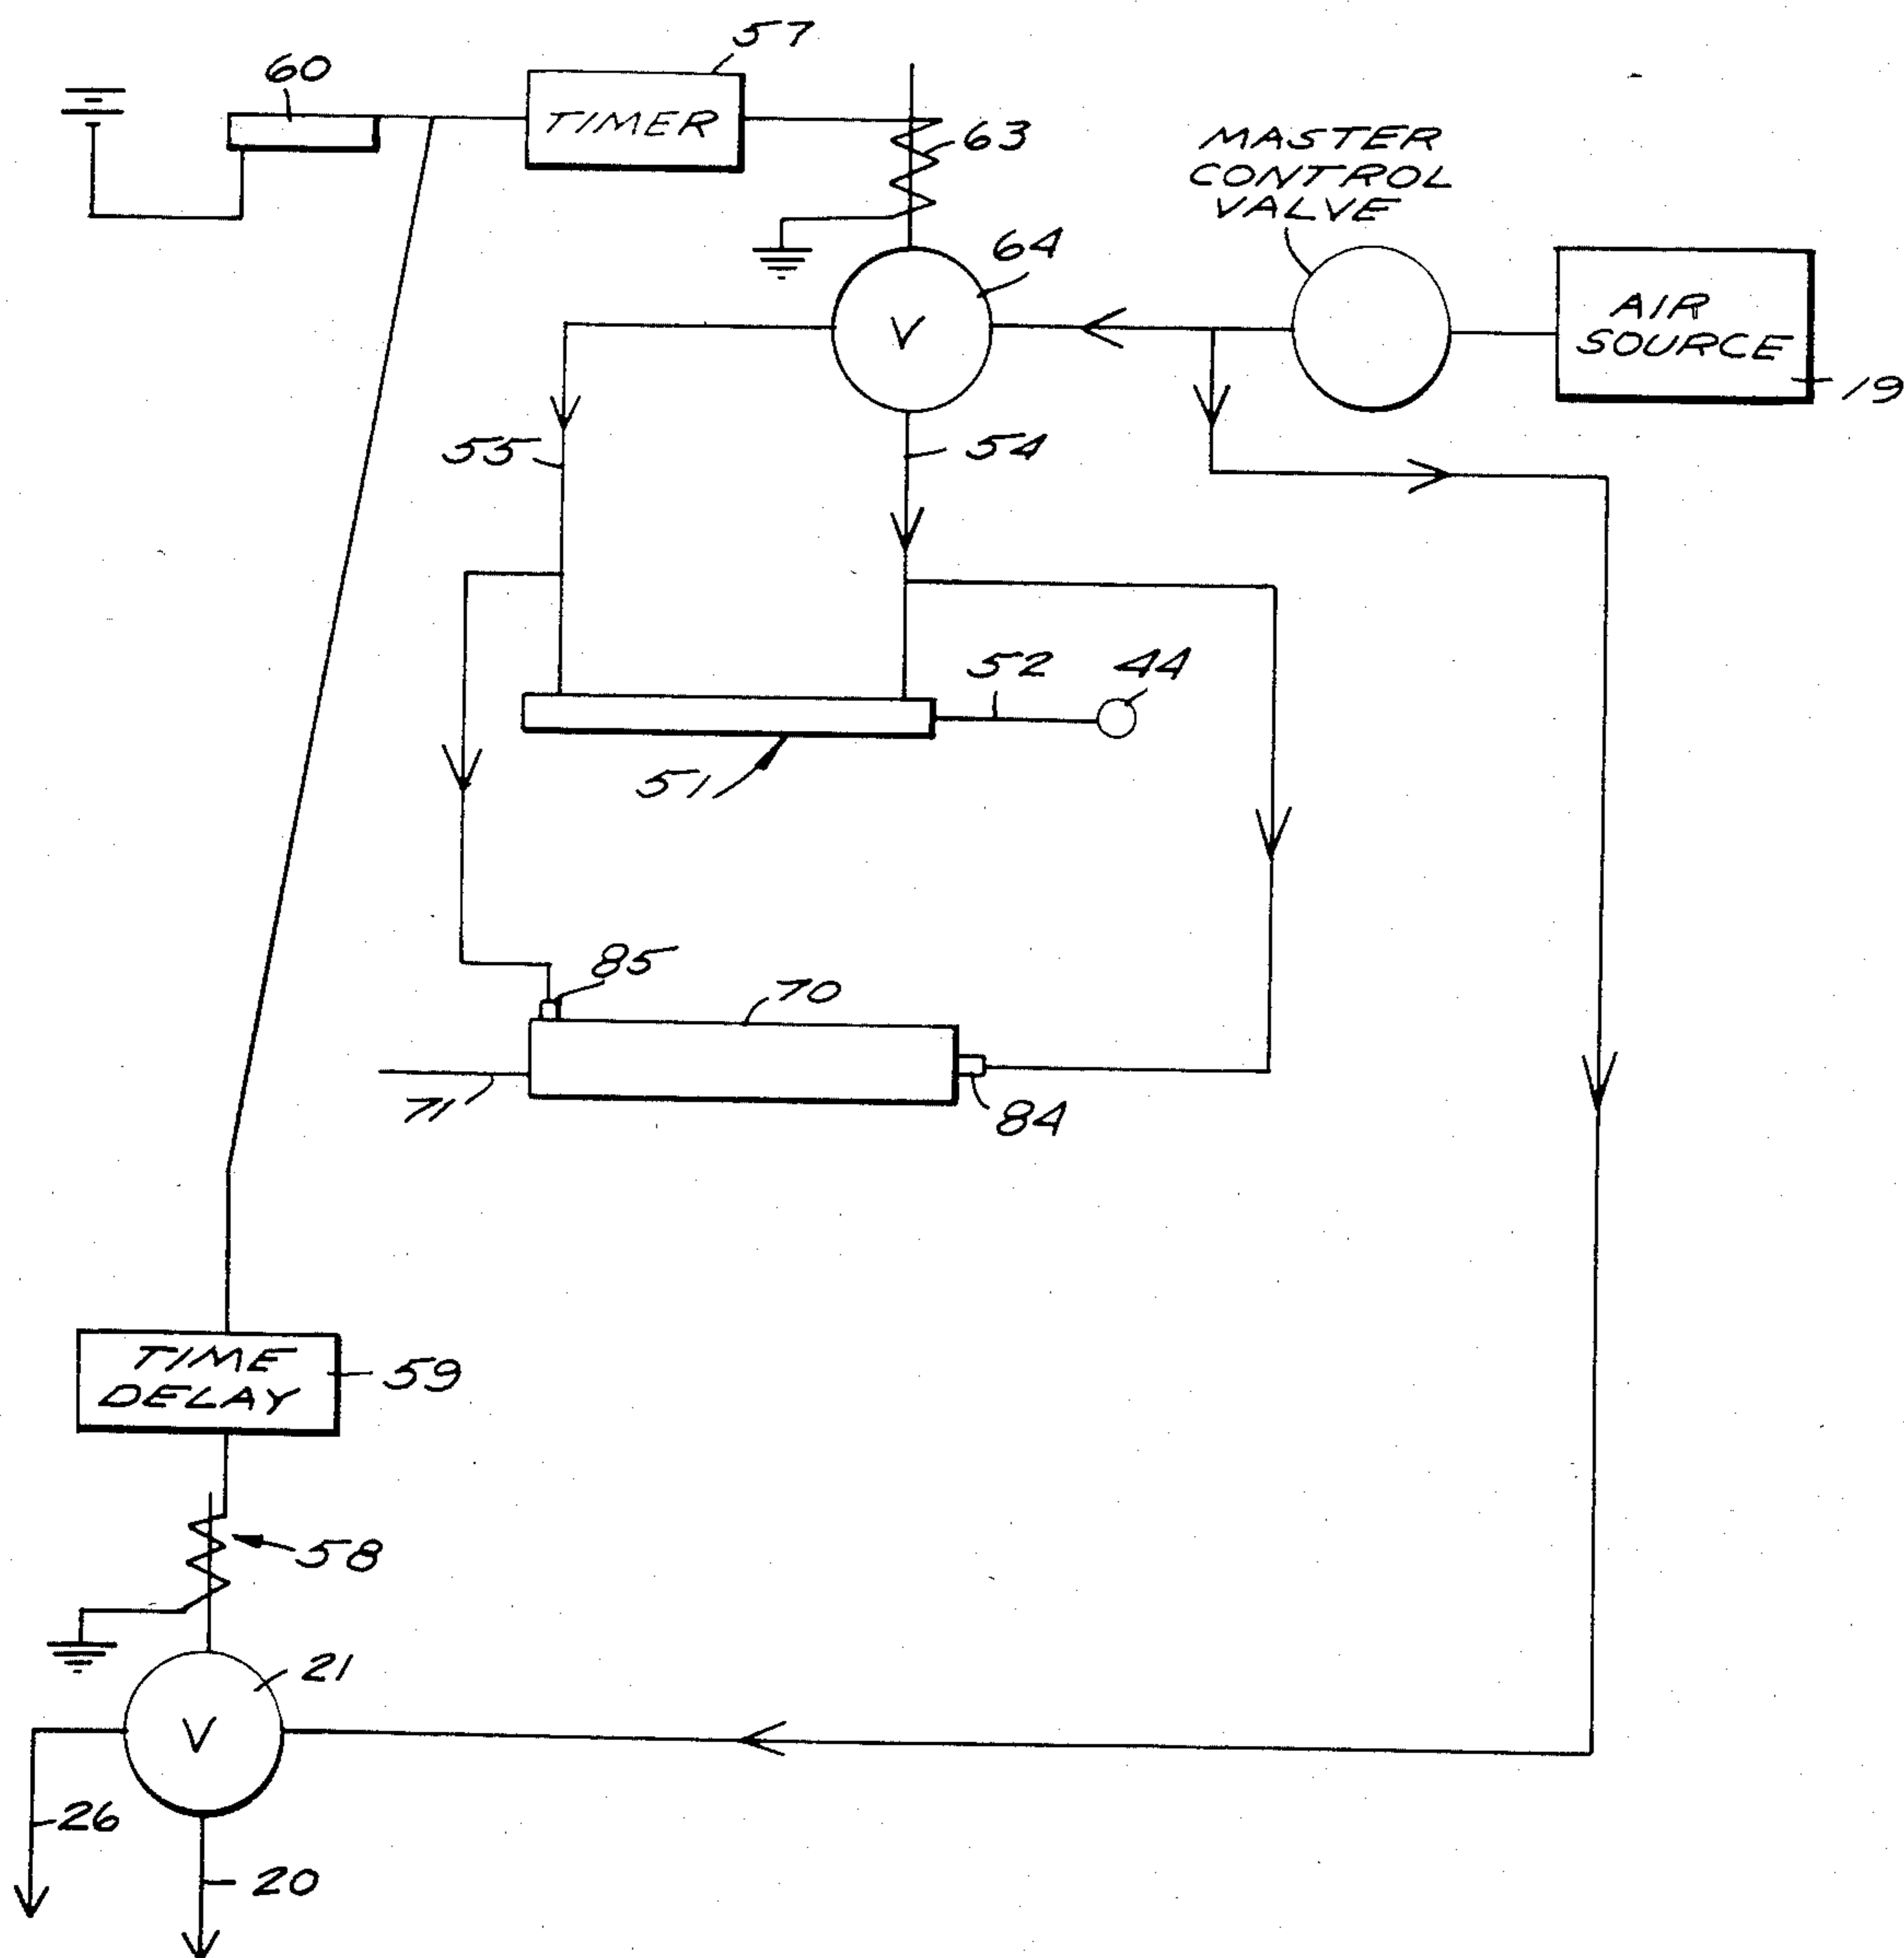 57
60
TIMER
63
MASTER
CONTROL
VALVE
64
V
AIR
SOURCE
19
55
54
52
44
51
85
70
71
84
TIME
DELAY
59
58
21
V
26
20